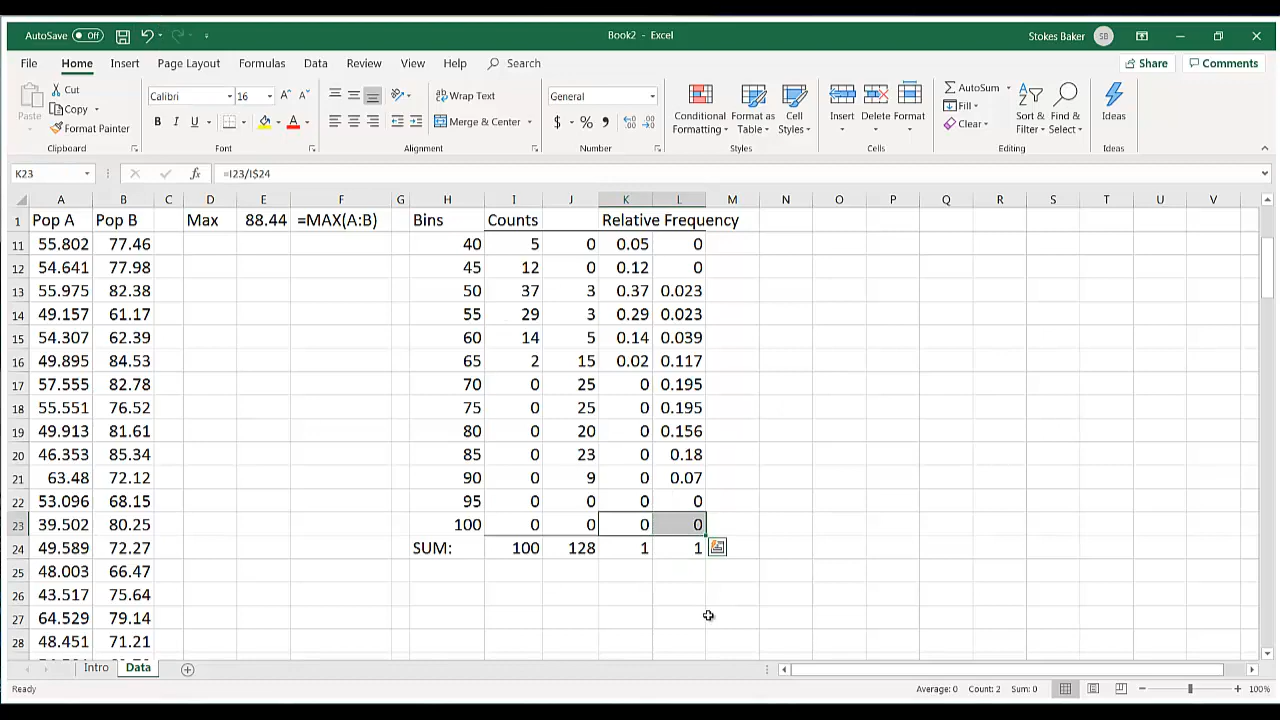 AutoSave Off Book2 - Excel Stokes Baker SB
File Home Insert Page Layout Formulas Data Review View Help Search Share Comments
Cut Calibri 16 A^ A˅ Wrap Text General AutoSum
Copy Fill
Paste Format Painter B I U A Merge & Center $ % , Conditional Formatting Format as Table Cell Styles Insert Delete Format Clear Sort & Filter Find & Select Ideas
Clipboard Font Alignment Number Styles Cells Editing Ideas
K23 fx =I23/I$24
A B C D E F G H I J K L M N O P Q R S T U V
1 Pop A Pop B Max 88.44 =MAX(A:B) Bins Counts Relative Frequency
11 55.802 77.46 40 5 0 0.05 0
12 54.641 77.98 45 12 0 0.12 0
13 55.975 82.38 50 37 3 0.37 0.023
14 49.157 61.17 55 29 3 0.29 0.023
15 54.307 62.39 60 14 5 0.14 0.039
16 49.895 84.53 65 2 15 0.02 0.117
17 57.555 82.78 70 0 25 0 0.195
18 55.551 76.52 75 0 25 0 0.195
19 49.913 81.61 80 0 20 0 0.156
20 46.353 85.34 85 0 23 0 0.18
21 63.48 72.12 90 0 9 0 0.07
22 53.096 68.15 95 0 0 0 0
23 39.502 80.25 100 0 0 0 0
24 49.589 72.27 SUM: 100 128 1 1
25 48.003 66.47
26 43.517 75.64
27 64.529 79.14
28 48.451 71.21
Intro Data
Ready Average: 0 Count: 2 Sum: 0 100%